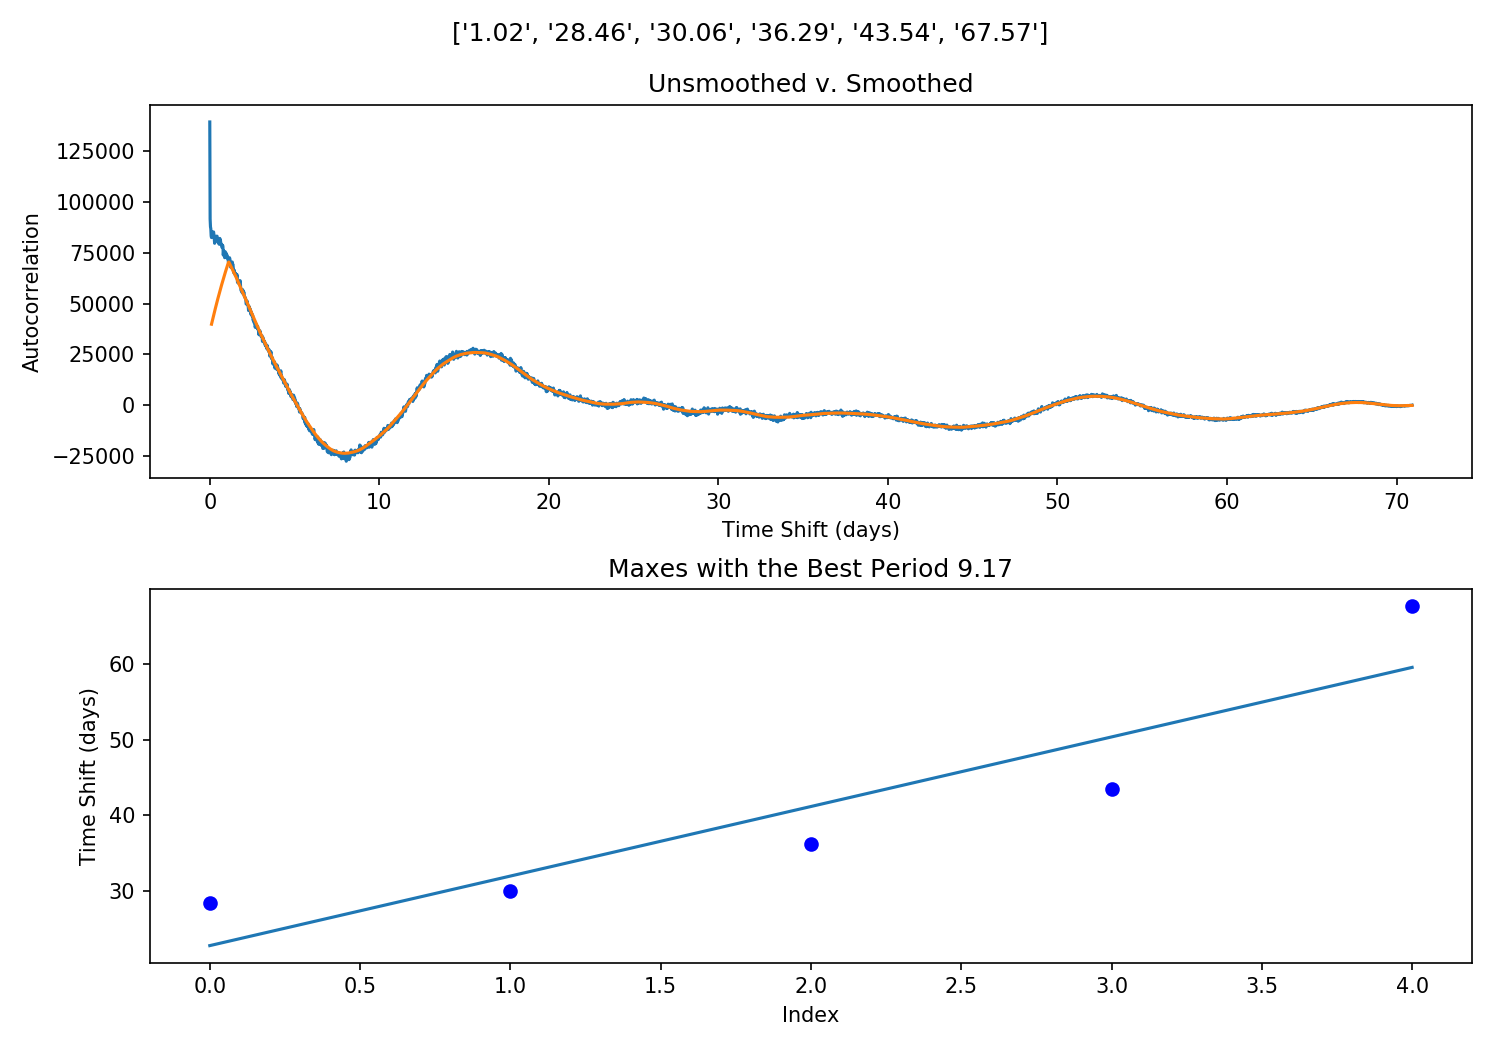 ['1.02', '28.46', '30.06', '36.29', '43.54', '67.57']
Unsmoothed v. Smoothed
125000
100000
75000
50000
25000
0
−25000
Autocorrelation
0 10 20 30 40 50 60 70
Time Shift (days)
Maxes with the Best Period 9.17
60
50
40
30
Time Shift (days)
0.0 0.5 1.0 1.5 2.0 2.5 3.0 3.5 4.0
Index